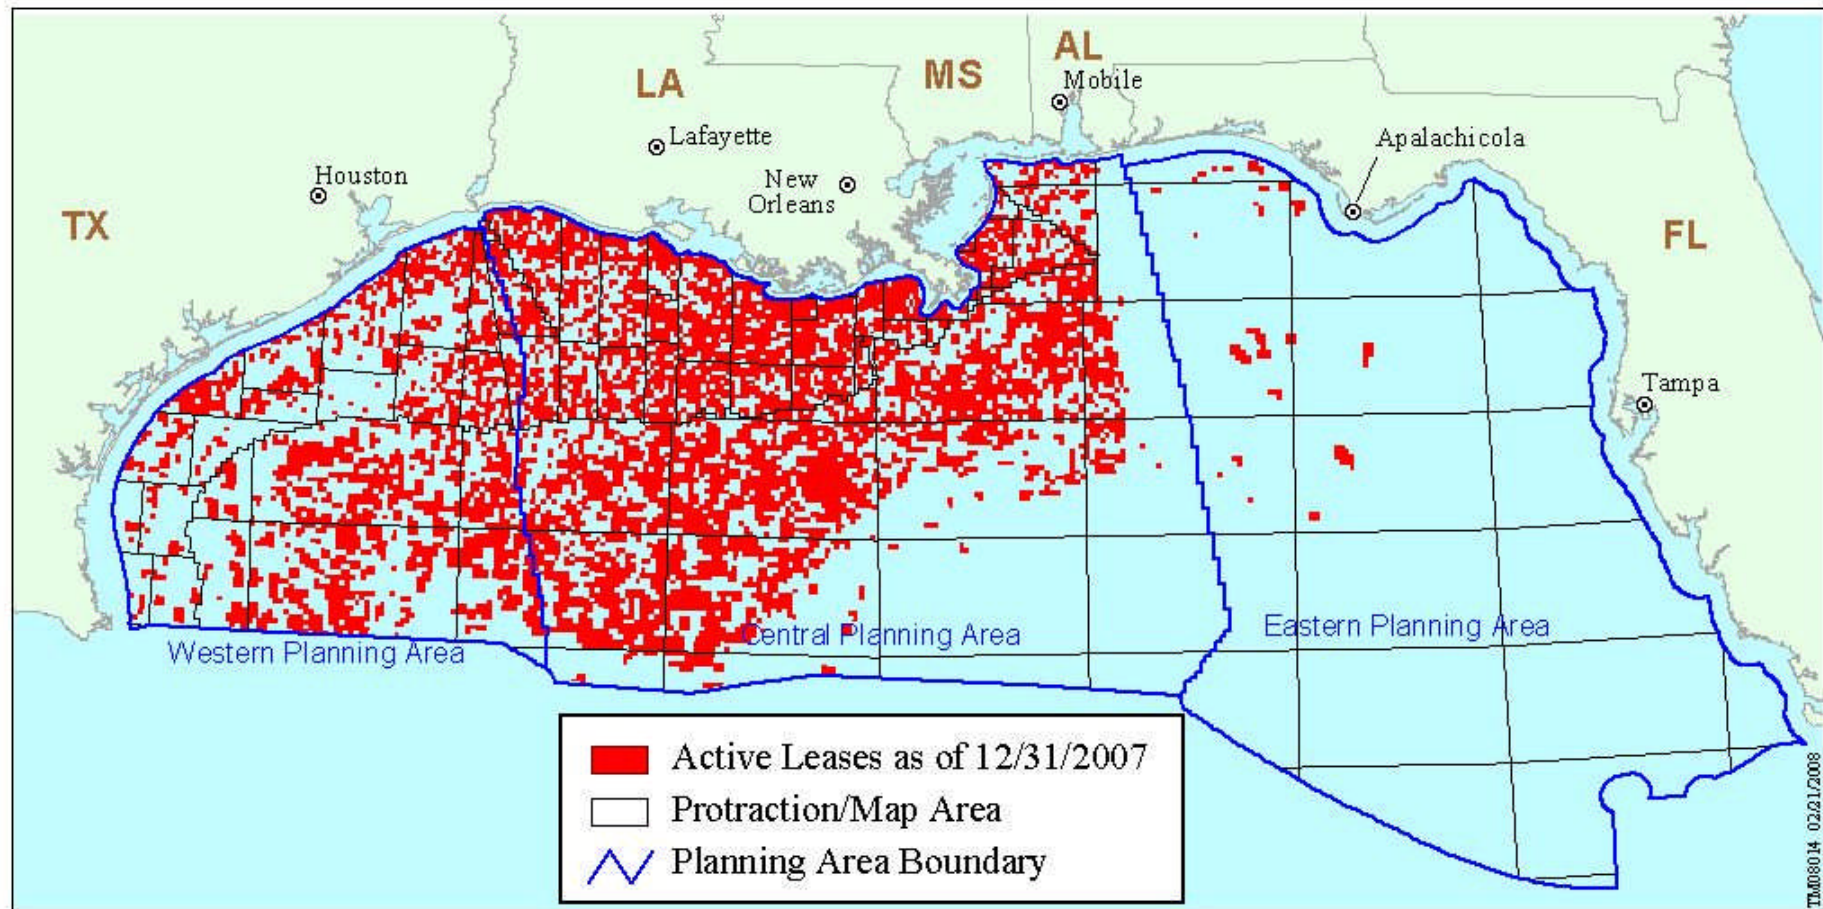 AL
MS
LA
Mobile
Lafayette
Apalachicola
Houston
New
Orleans
TX
FL
Tampa
Western Planning Area
Central Planning Area
Eastern Planning Area
Active Leases as of 12/31/2007
Protraction/Map Area
Planning Area Boundary
TM08014 02/21/2008